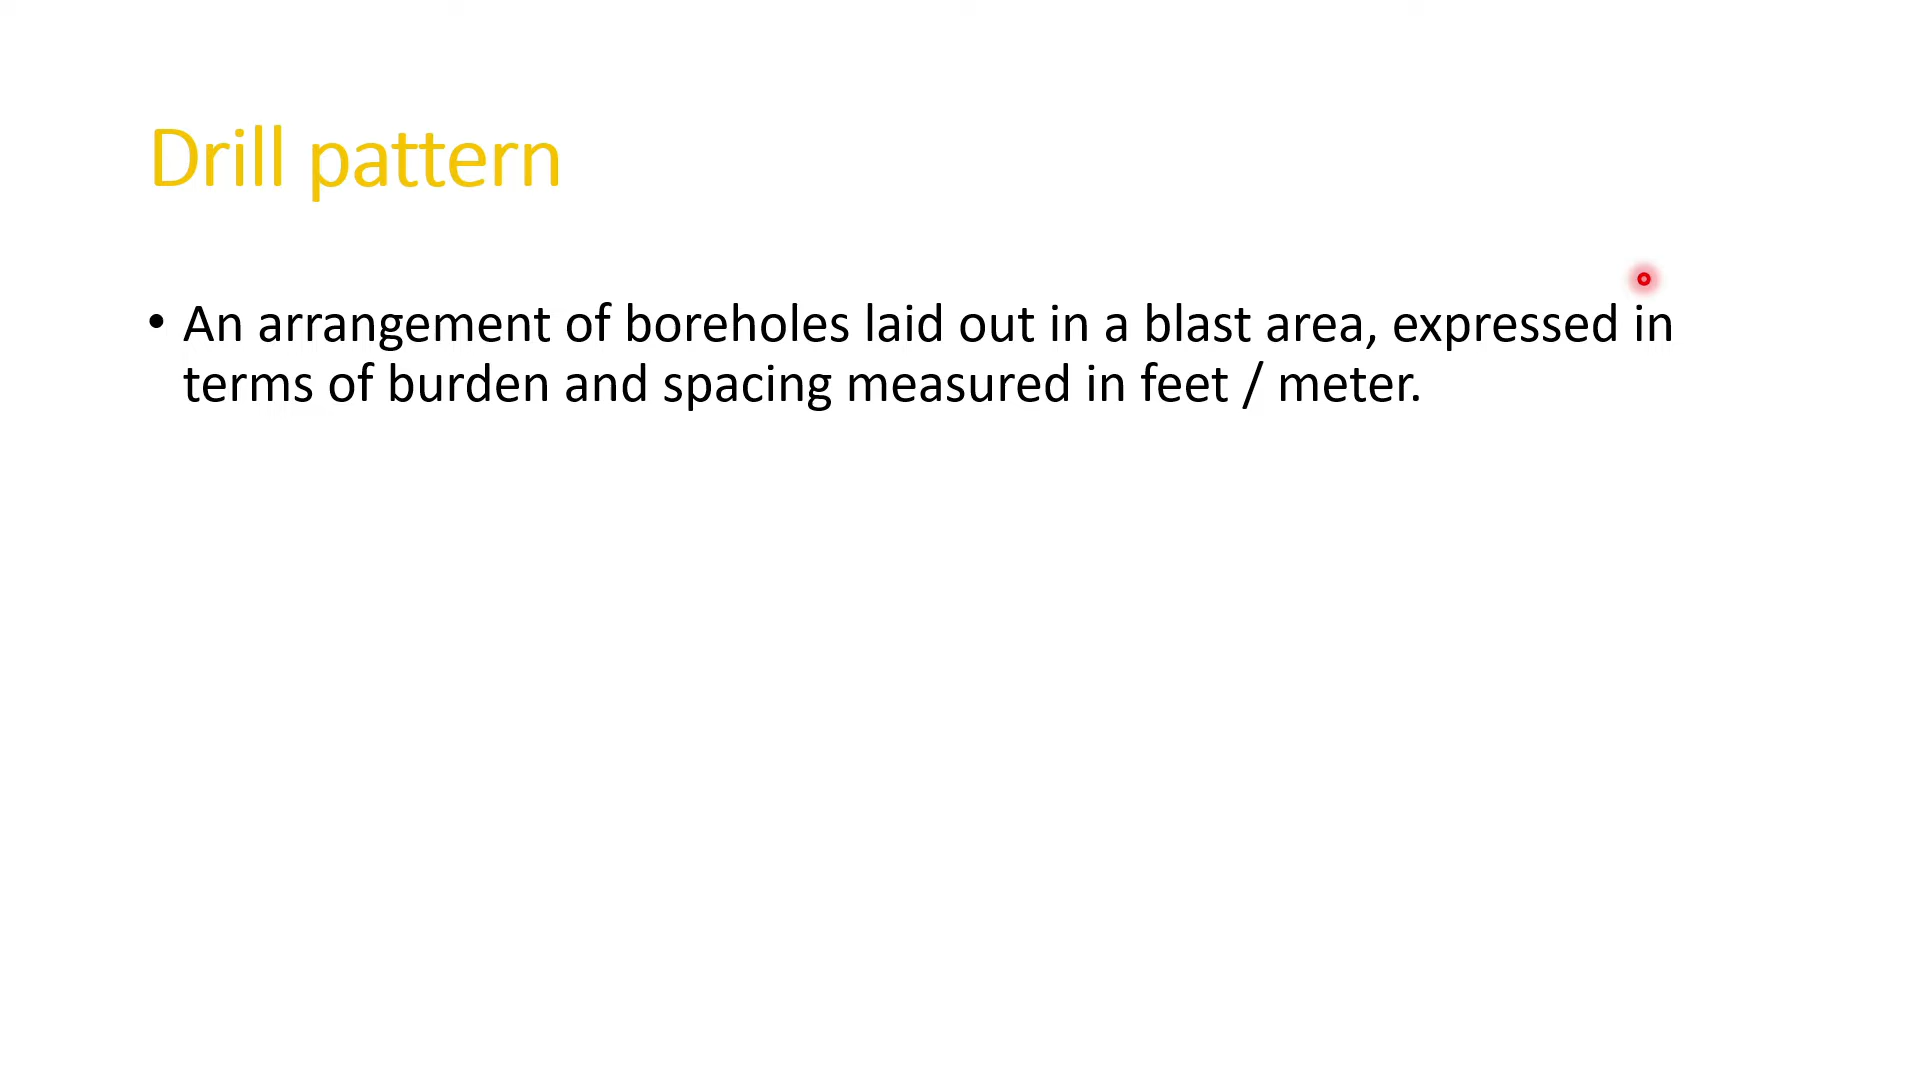 Drill pattern
• An arrangement of boreholes laid out in a blast area, expressed in
terms of burden and spacing measured in feet / meter.